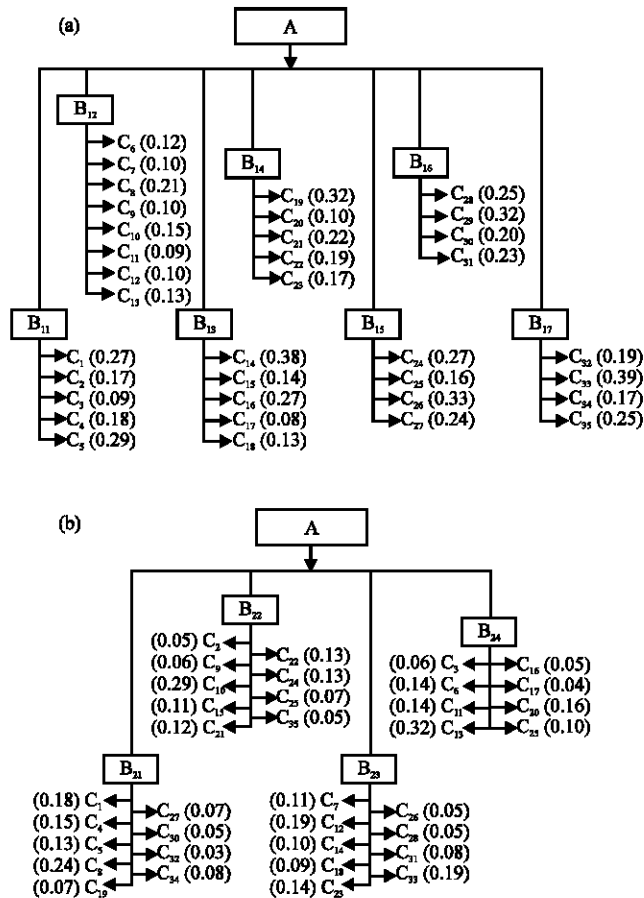 (a)
A
B₁₂
C₆ (0.12)
C₇ (0.10)
C₈ (0.21)
C₉ (0.10)
C₁₀ (0.15)
C₁₁ (0.09)
C₁₂ (0.10)
C₁₃ (0.13)
B₁₄
C₁₉ (0.32)
C₂₀ (0.10)
C₂₁ (0.22)
C₂₂ (0.19)
C₂₃ (0.17)
B₁₆
C₂₈ (0.25)
C₂₉ (0.32)
C₃₀ (0.20)
C₃₁ (0.23)
B₁₁
C₁ (0.27)
C₂ (0.17)
C₃ (0.09)
C₄ (0.18)
C₅ (0.29)
B₁₃
C₁₄ (0.38)
C₁₅ (0.14)
C₁₆ (0.27)
C₁₇ (0.08)
C₁₈ (0.13)
B₁₅
C₂₄ (0.27)
C₂₅ (0.16)
C₂₆ (0.33)
C₂₇ (0.24)
B₁₇
C₃₂ (0.19)
C₃₃ (0.39)
C₃₄ (0.17)
C₃₅ (0.25)
(b)
A
B₂₂
(0.05) C₂
(0.06) C₉
(0.29) C₁₀
(0.11) C₁₅
(0.12) C₂₁
C₂₂ (0.13)
C₂₄ (0.13)
C₂₅ (0.07)
C₃₅ (0.05)
B₂₄
(0.06) C₃
(0.14) C₆
(0.14) C₁₁
(0.32) C₁₃
C₁₆ (0.05)
C₁₇ (0.04)
C₂₀ (0.16)
C₂₅ (0.10)
B₂₁
(0.18) C₁
(0.15) C₄
(0.13) C₅
(0.24) C₈
(0.07) C₁₉
C₂₇ (0.07)
C₃₀ (0.05)
C₃₂ (0.03)
C₃₄ (0.08)
B₂₃
(0.11) C₇
(0.19) C₁₂
(0.10) C₁₄
(0.09) C₁₈
(0.14) C₂₃
C₂₆ (0.05)
C₂₈ (0.05)
C₃₁ (0.08)
C₃₃ (0.19)